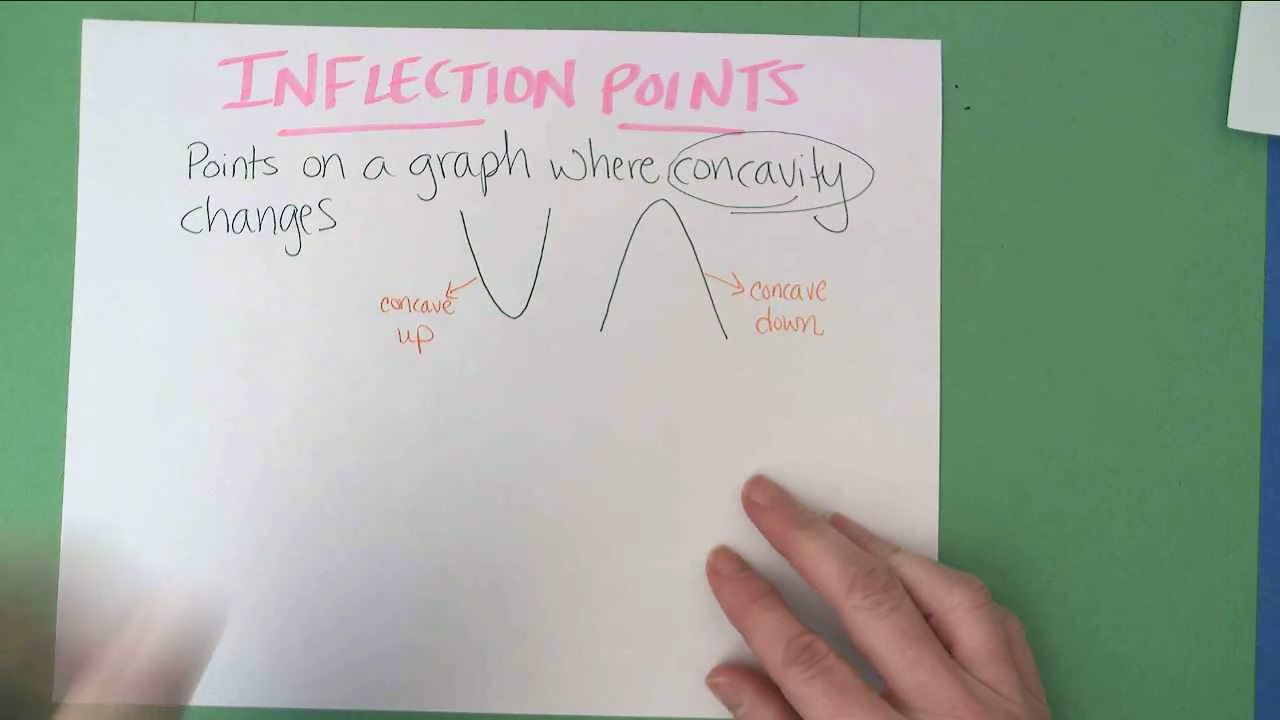 INFLECTION POINTS
Points on a graph where concavity
changes
concave
up
concave
down